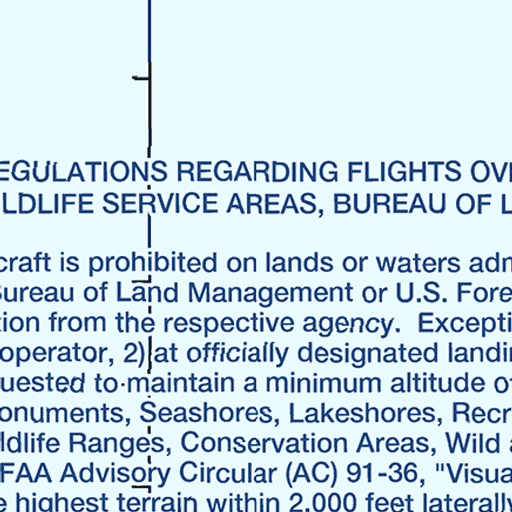 EGULATIONS REGARDING FLIGHTS OV
LDLIFE SERVICE AREAS, BUREAU OF L
craft is prohibited on lands or waters adm
Bureau of Land Management or U.S. Fore
tion from the respective agency. Excepti
operator, 2) at officially designated landi
uested to maintain a minimum altitude of
onuments, Seashores, Lakeshores, Recr
ldlife Ranges, Conservation Areas, Wild a
FAA Advisory Circular (AC) 91-36, "Visua
e highest terrain within 2,000 feet laterally